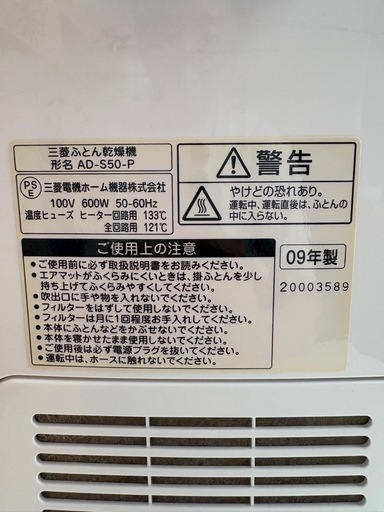 三菱ふとん乾燥機
形名 AD-S50-P
PS
E
三菱電機ホーム機器株式会社
100V 600W 50-60Hz
温度ヒューズ ヒーター回路用 133℃
全回路用 121℃
警告
やけどの恐れあり。
運転中、運転直後は、ふとんの
中に入らない。
ご使用上の注意
●ご使用前に必ず取扱説明書をお読みください。
●エアマットがふくらみにくいときは、掛ふとんを少し
持ち上げてふくらみやすくしてください。
●吹出口に手や物を入れないでください。
●フィルターをはずして使用しないでください。
●フィルターは月に1回程度お手入れしてください。
●本体にふとんなどをかぶせないでください。
●本体を寝かせたまま使用しないでください。
●ご使用後は必ず電源プラグを抜いてください。
●運転中は、ホースに触れないでください。
09年製
20003589